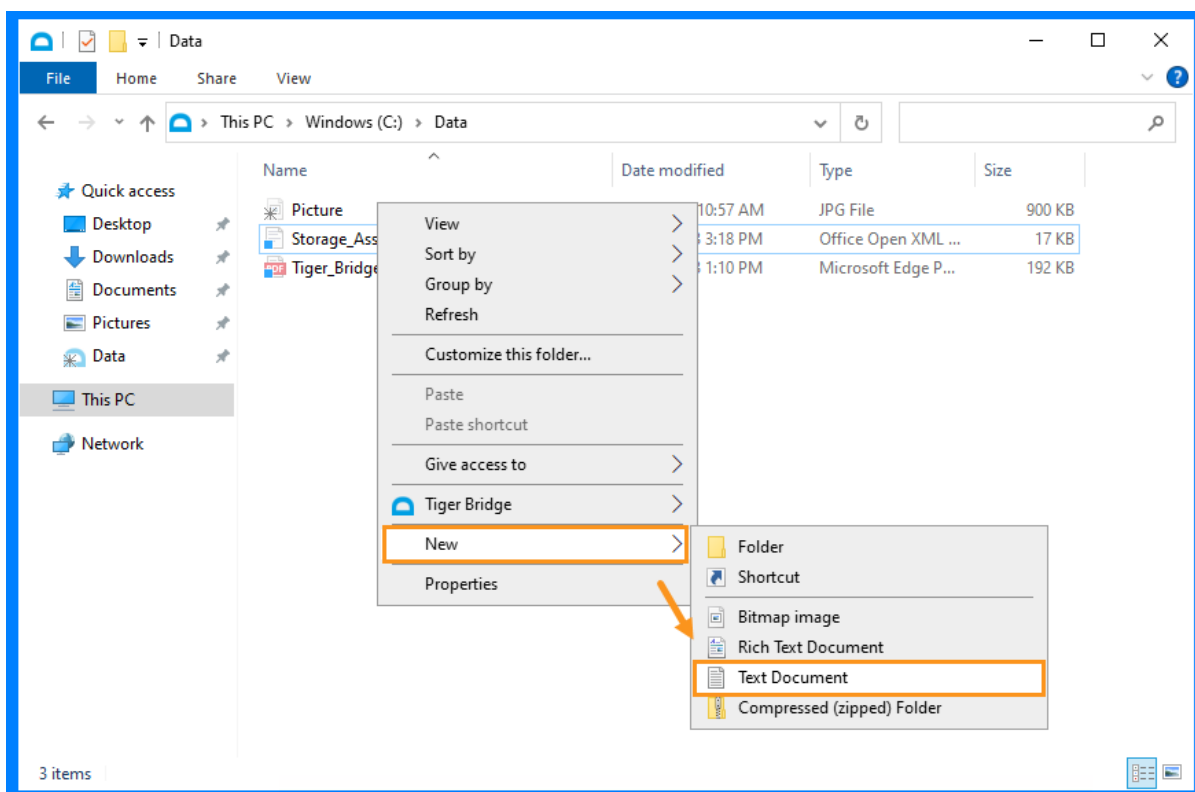 Data
File Home Share View
This PC > Windows (C:) > Data
Name Date modified Type Size
Quick access
Desktop
Downloads
Documents
Pictures
Data
This PC
Network
Picture 10:57 AM JPG File 900 KB
Storage_Ass 3:18 PM Office Open XML ... 17 KB
Tiger_Bridge 1:10 PM Microsoft Edge P... 192 KB
View
Sort by
Group by
Refresh
Customize this folder...
Paste
Paste shortcut
Give access to
Tiger Bridge
New
Properties
Folder
Shortcut
Bitmap image
Rich Text Document
Text Document
Compressed (zipped) Folder
3 items